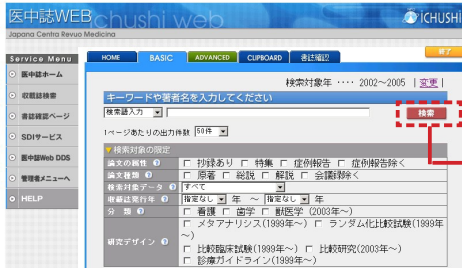 医中誌WEB chushi web ICHUSHI
Japana Centra Revuo Medicina
Service Menu
HOME BASIC ADVANCED CLIPBOARD 書誌確認 終了
医中誌ホーム
収載誌検索
書誌確認ページ
SDIサービス
医中誌Web DDS
管理者メニューへ
HELP
検索対象年 ‥‥ 2002～2005 | 変更 |
キーワードや著者名を入力してください
検索語入力 検索
1ページあたりの出力件数 50件
▼検索対象の限定
論文の属性 抄録あり 特集 症例報告 症例報告除く
論文種類 原著 総説 解説 会議録除く
検索対象データ すべて
収載誌発行年 指定なし 年 ～ 指定なし 年
分類 看護 歯学 獣医学 (2003年～)
研究デザイン メタアナリシス(1999年～) ランダム化比較試験(1999年
～)
比較臨床試験(1999年～) 比較研究(2003年～)
診療ガイドライン(1999年～)